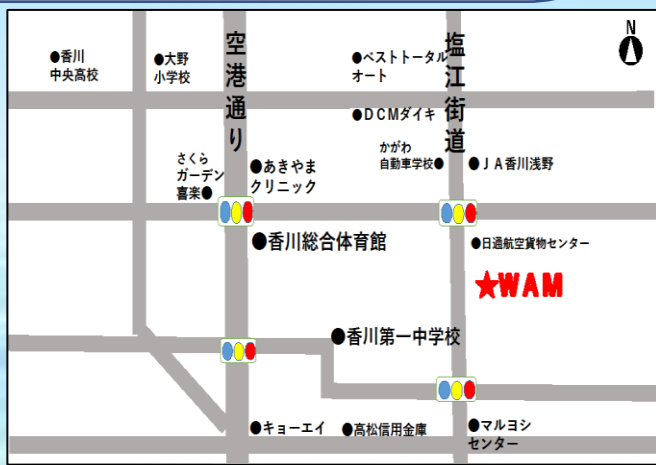 N
●香川
中央高校
●大野
小学校
空港通り
●ベストトータル
オート
塩江街道
●DCMダイキ
さくら
ガーデン
喜楽●
●あきやま
クリニック
かがわ
自動車学校●
●JA香川浅野
●香川総合体育館
●日通航空貨物センター
★WAM
●香川第一中学校
●キョーエイ
●高松信用金庫
●マルヨシ
センター